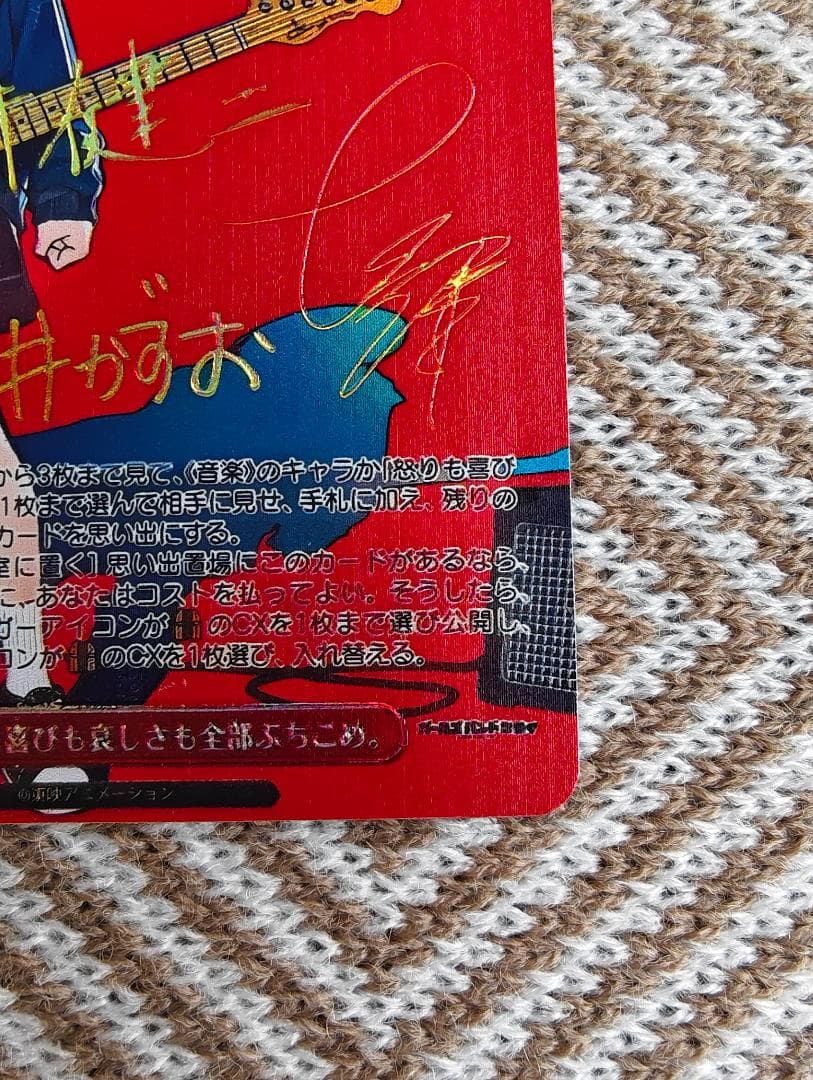 井かずお
から3枚まで見て、《音楽》のキャラか「怒りも喜び
1枚まで選んで相手に見せ、手札に加え、残りの
カードを思い出にする。
室に置く］思い出置場にこのカードがあるなら、
に、あなたはコストを払ってよい。そうしたら、
ガーアイコンが のCXを1枚まで選び公開し、
コンが のCXを1枚選び、入れ替える。
喜びも哀しさも全部ぶちこめ。
ガールズバンドクライ
©東映アニメーション